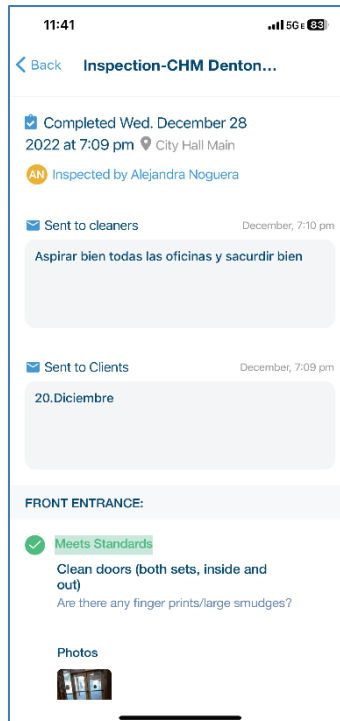 11:41
5G E 83
Back Inspection-CHM Denton...
Completed Wed. December 28
2022 at 7:09 pm City Hall Main
AN Inspected by Alejandra Noguera
Sent to cleaners December, 7:10 pm
Aspirar bien todas las oficinas y sacurdir bien
Sent to Clients December, 7:09 pm
20.Diciembre
FRONT ENTRANCE:
Meets Standards
Clean doors (both sets, inside and
out)
Are there any finger prints/large smudges?
Photos